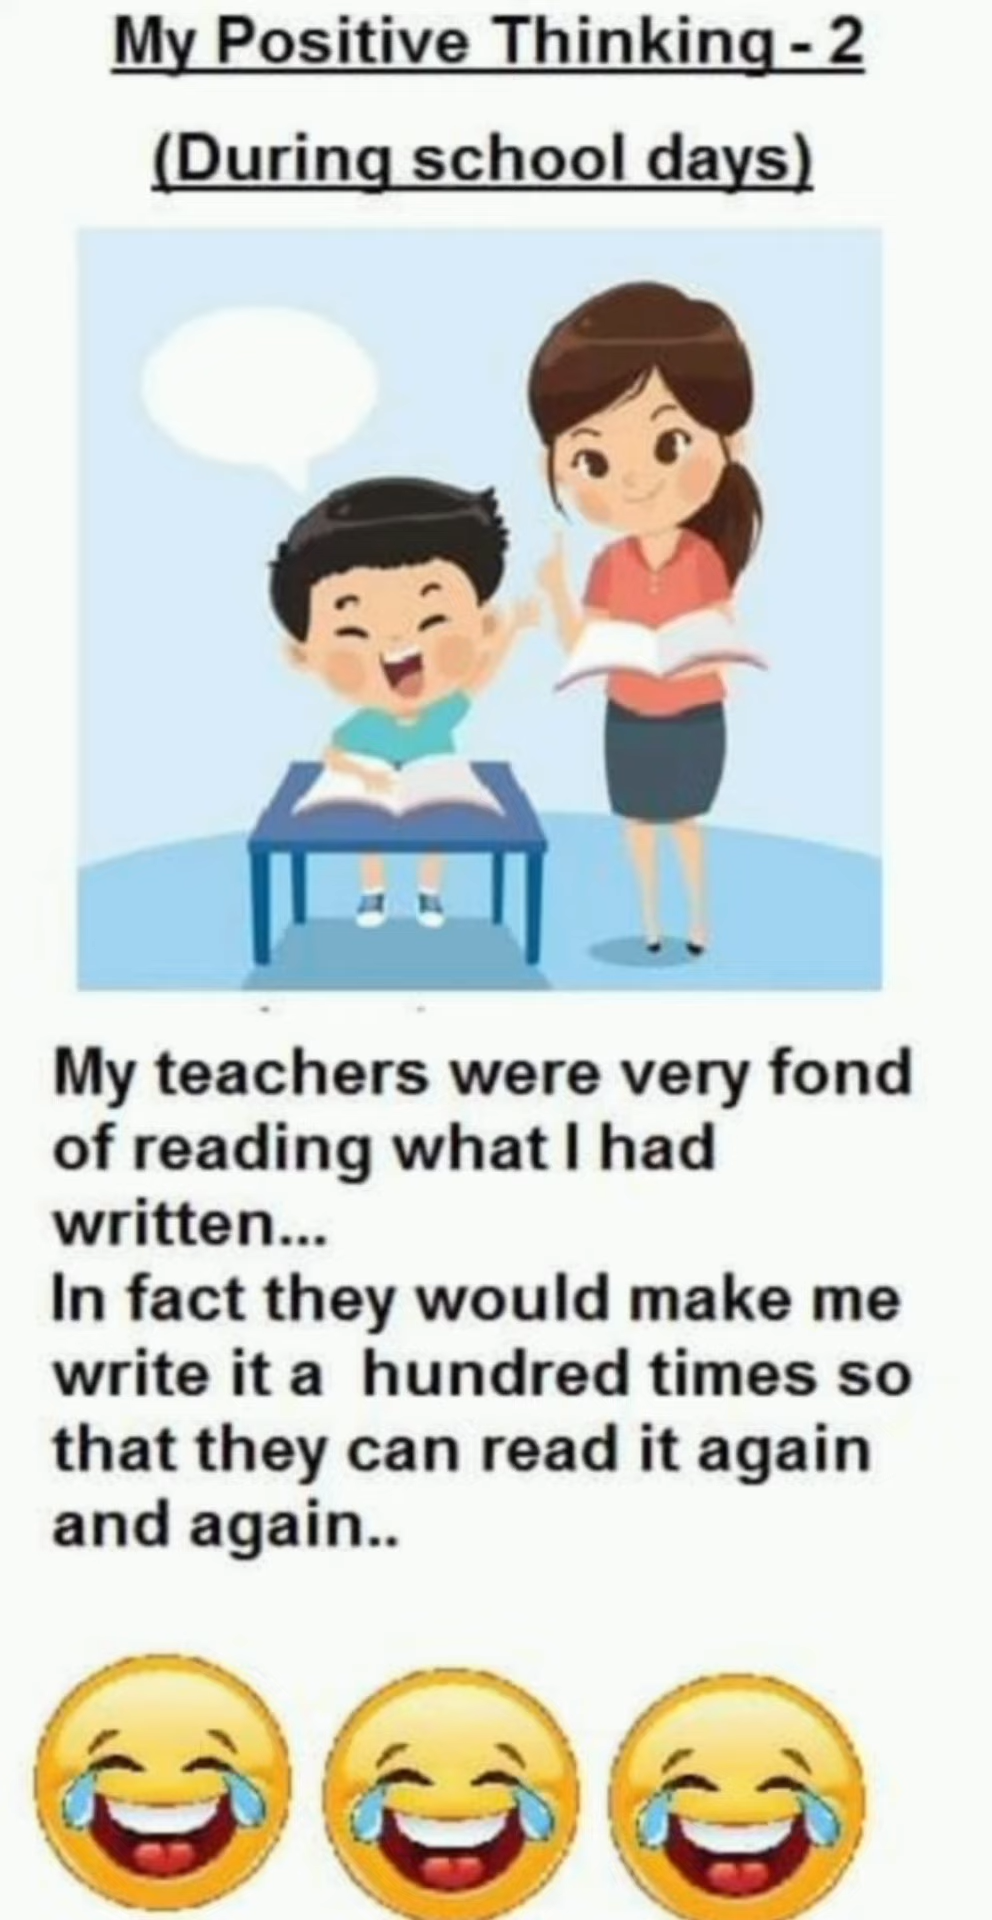 My Positive Thinking - 2
(During school days)
My teachers were very fond
of reading what I had
written...
In fact they would make me
write it a  hundred times so
that they can read it again
and again..